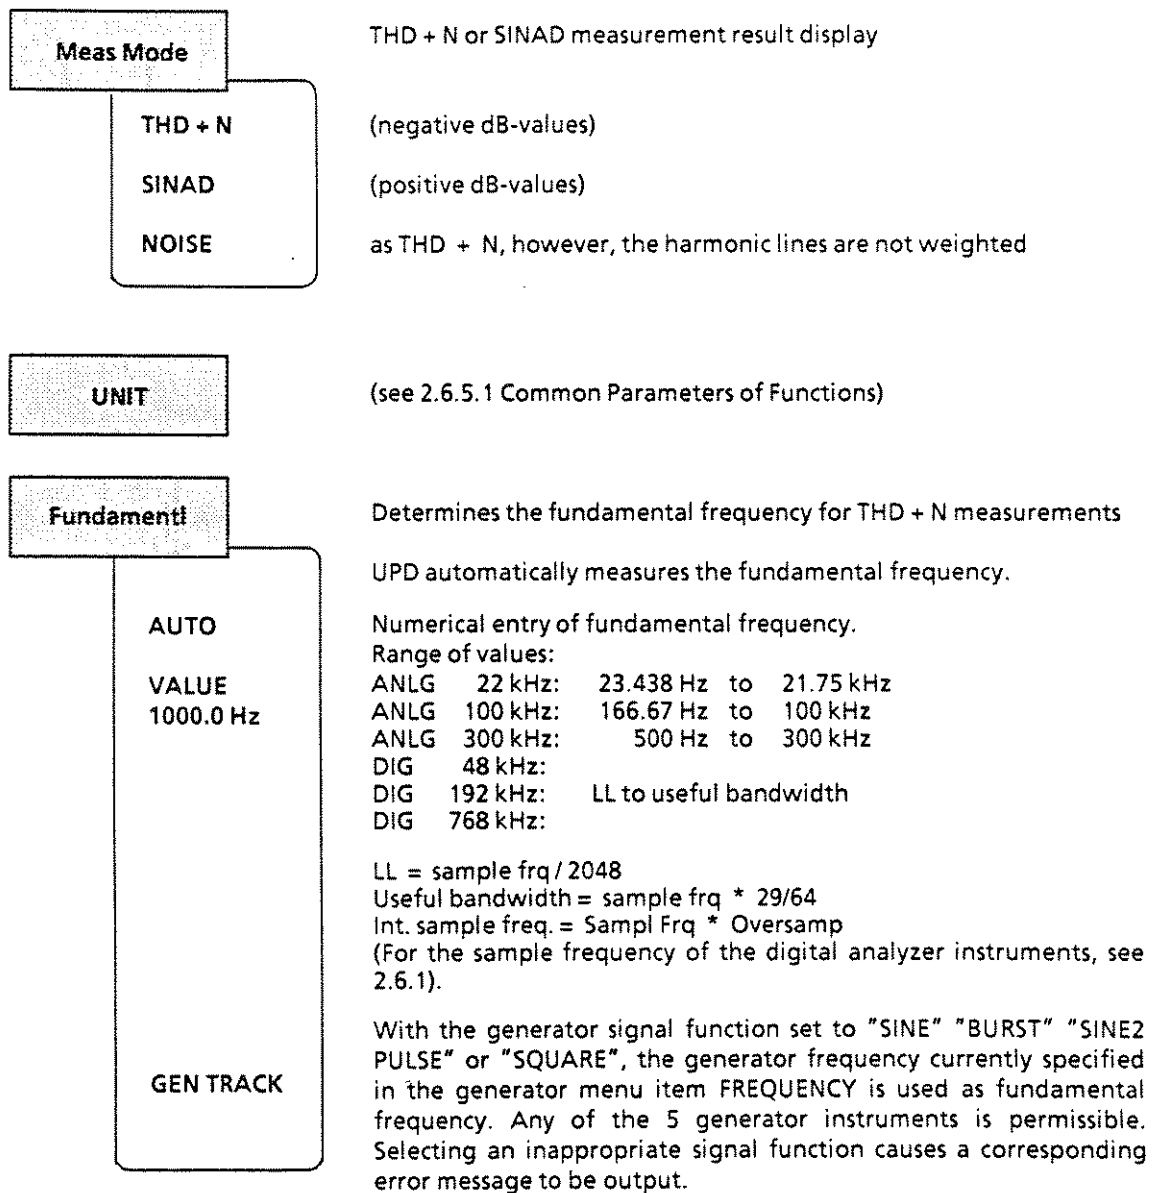 Meas Mode
THD + N or SINAD measurement result display
THD + N
(negative dB-values)
SINAD
(positive dB-values)
NOISE
as THD + N, however, the harmonic lines are not weighted
UNIT
(see 2.6.5.1 Common Parameters of Functions)
Fundamentl
Determines the fundamental frequency for THD + N measurements
UPD automatically measures the fundamental frequency.
AUTO
Numerical entry of fundamental frequency.
Range of values:
VALUE
ANLG 22 kHz: 23.438 Hz to 21.75 kHz
1000.0 Hz
ANLG 100 kHz: 166.67 Hz to 100 kHz
ANLG 300 kHz: 500 Hz to 300 kHz
DIG 48 kHz:
DIG 192 kHz: LL to useful bandwidth
DIG 768 kHz:
LL = sample frq / 2048
Useful bandwidth = sample frq * 29/64
Int. sample freq. = Sampl Frq * Oversamp
(For the sample frequency of the digital analyzer instruments, see
2.6.1).
With the generator signal function set to "SINE" "BURST" "SINE2
PULSE" or "SQUARE", the generator frequency currently specified
GEN TRACK
in the generator menu item FREQUENCY is used as fundamental
frequency. Any of the 5 generator instruments is permissible.
Selecting an inappropriate signal function causes a corresponding
error message to be output.